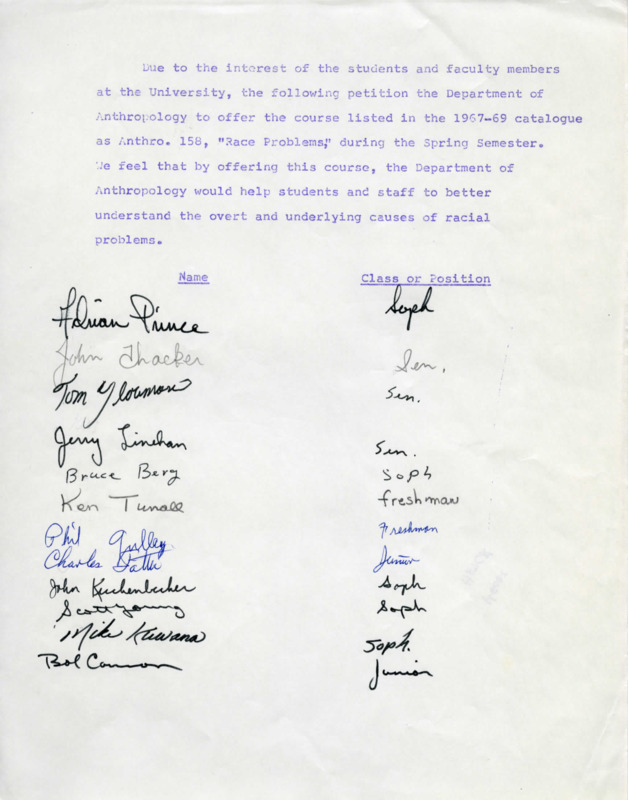 Due to the interest of the students and faculty members
at the University, the following petition the Department of
Anthropology to offer the course listed in the 1967-69 catalogue
as Anthro. 158, "Race Problems," during the Spring Semester.
We feel that by offering this course, the Department of
Anthropology would help students and staff to better
understand the overt and underlying causes of racial
problems.
Name Class or Position
Adrian Prince Soph
John Thacker Sen.
Tom Sen.
Jerry Linehan Sen.
Bruce Berg Soph
Ken freshman
Phil Gulley Freshman
Charles Junior
John Kuchenbecker Soph
Scott Young Soph
Mike Kuwana Soph.
Bob Cannon Junior